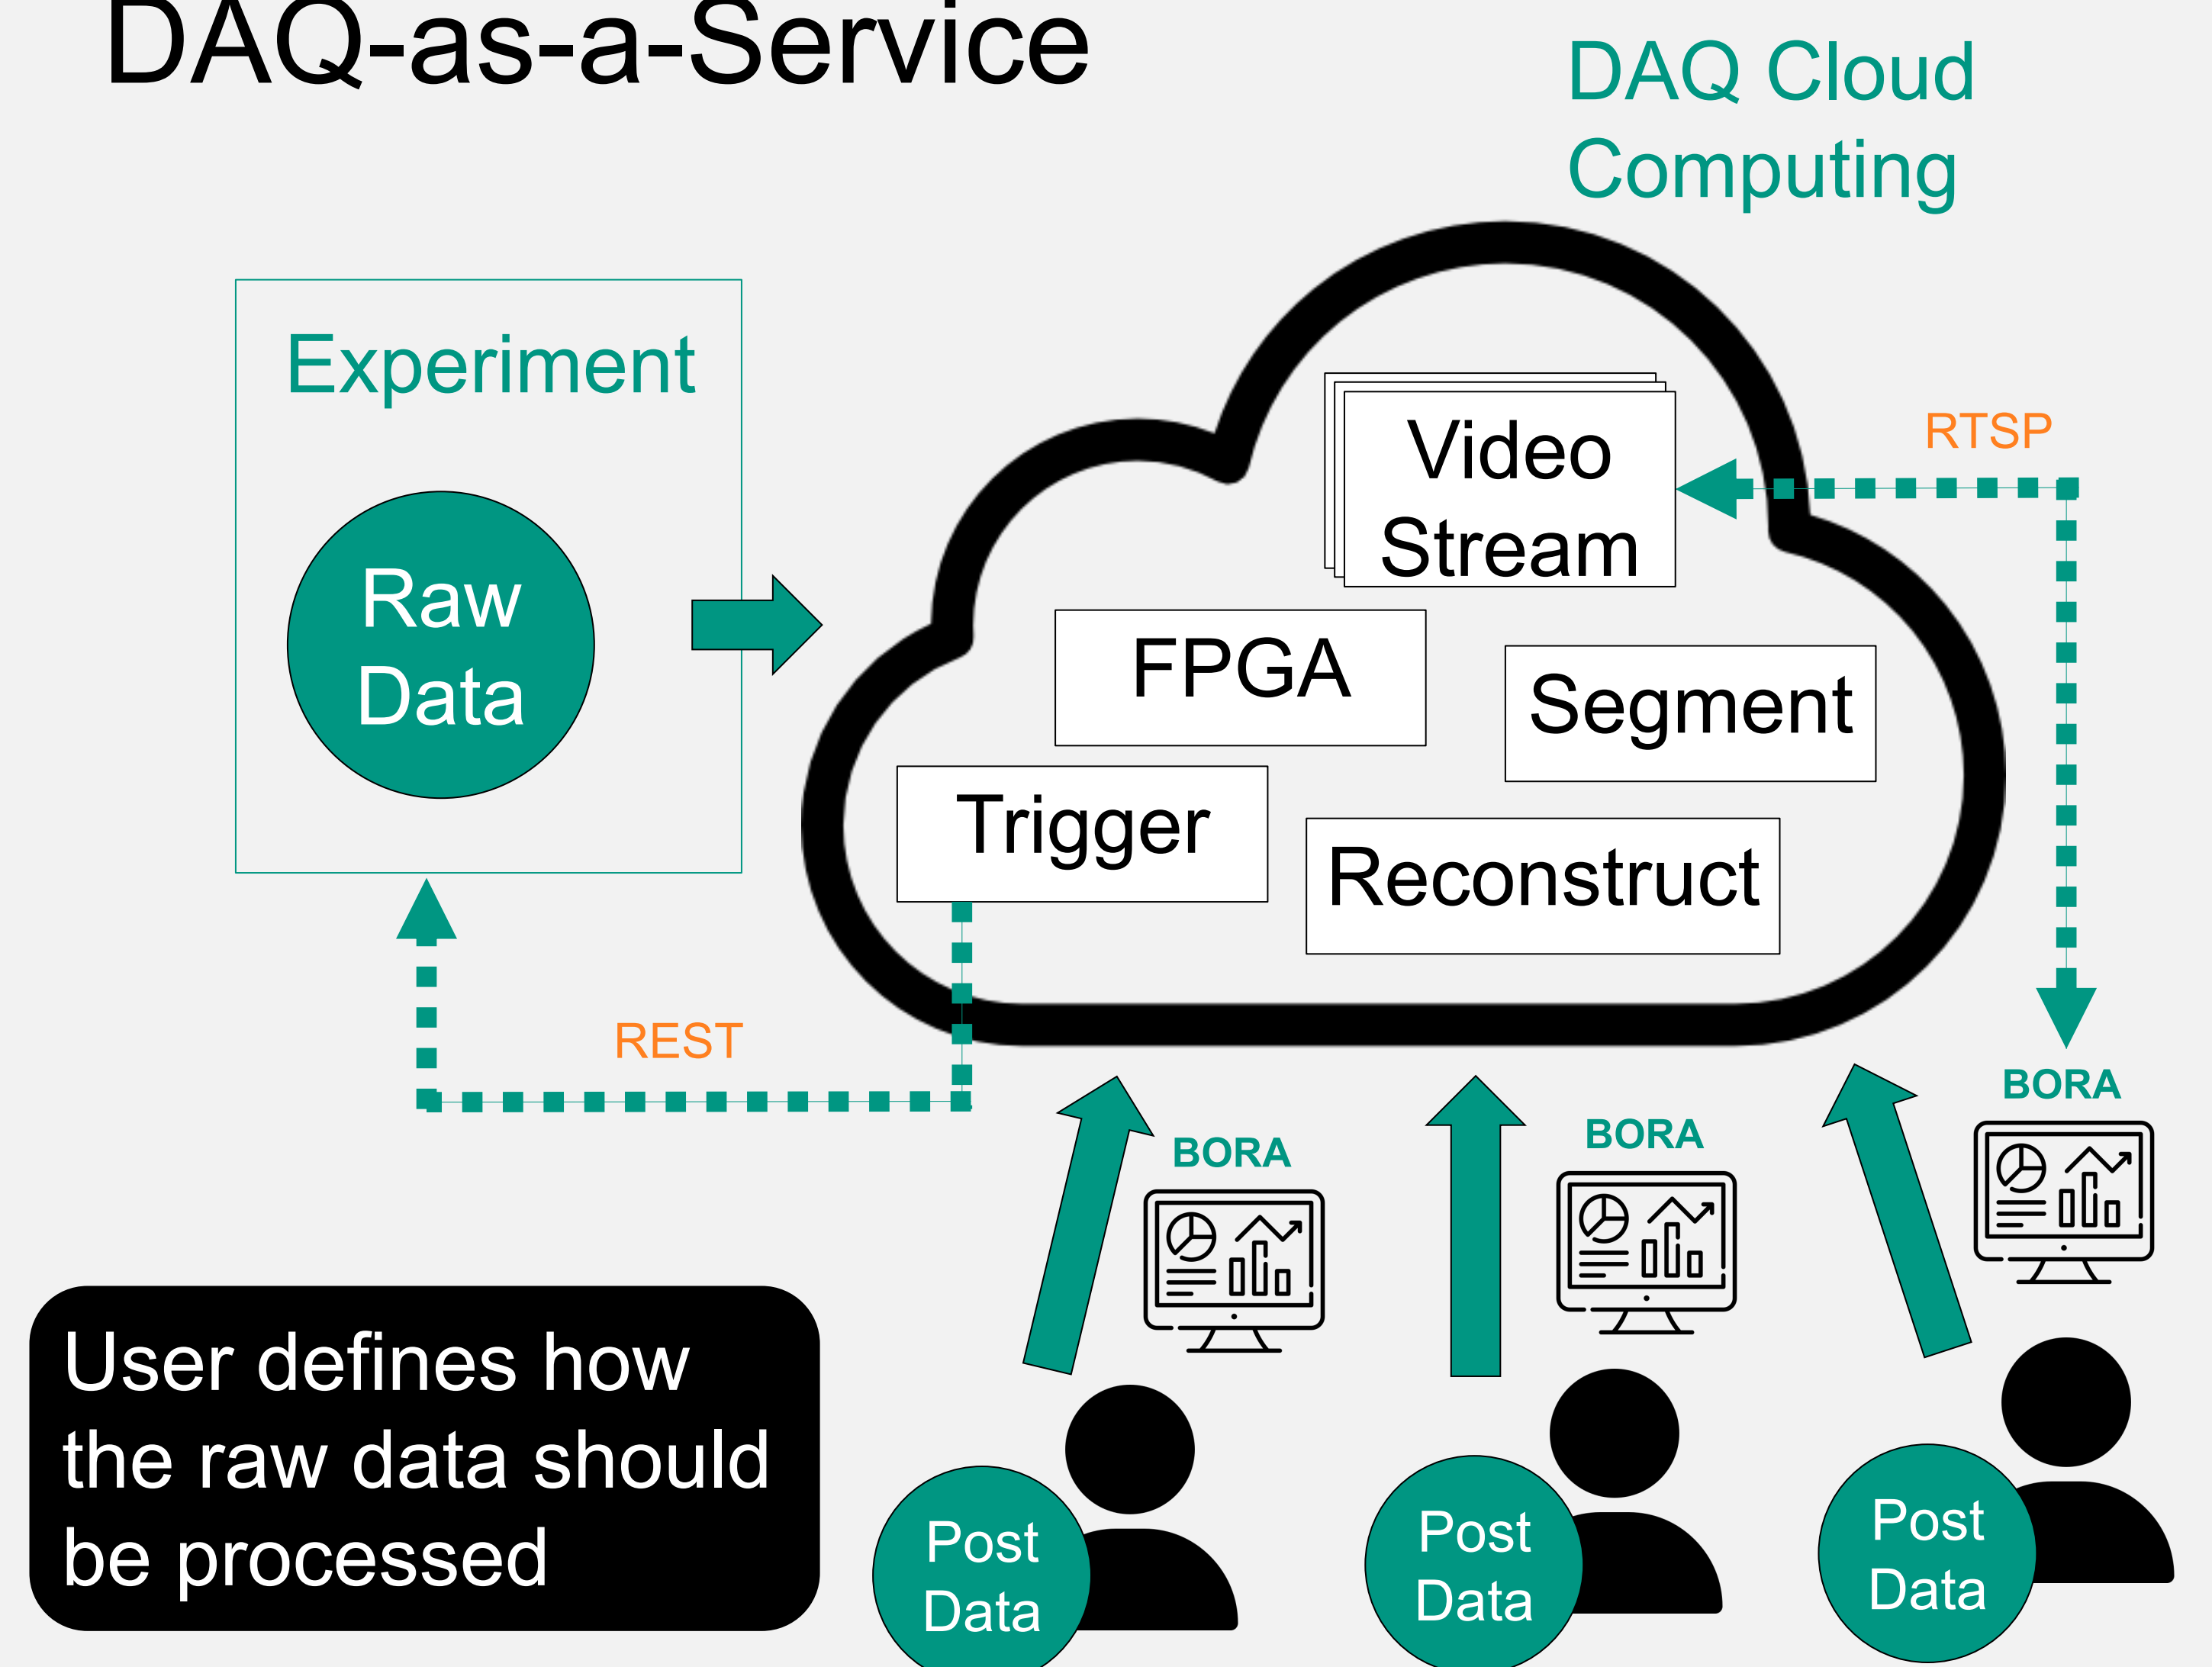 DAQ-as-a-Service
DAQ Cloud
Computing
Experiment
Raw
Data
Video
Stream
RTSP
FPGA
Segment
Trigger
Reconstruct
REST
BORA
BORA
BORA
User defines how
the raw data should
be processed
Post
Data
Post
Data
Post
Data